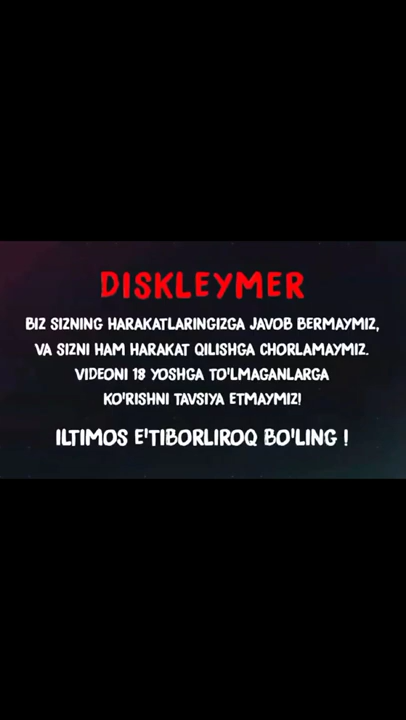 DISKLEYMER
BIZ SIZNING HARAKATLARINGIZGA JAVOB BERMAYMIZ,
VA SIZNI HAM HARAKAT QILISHGA CHORLAMAYMIZ.
VIDEONI 18 YOSHGA TO'LMAGANLARGA
KO'RISHNI TAVSIYA ETMAYMIZ!
ILTIMOS E'TIBORLIROQ BO'LING !